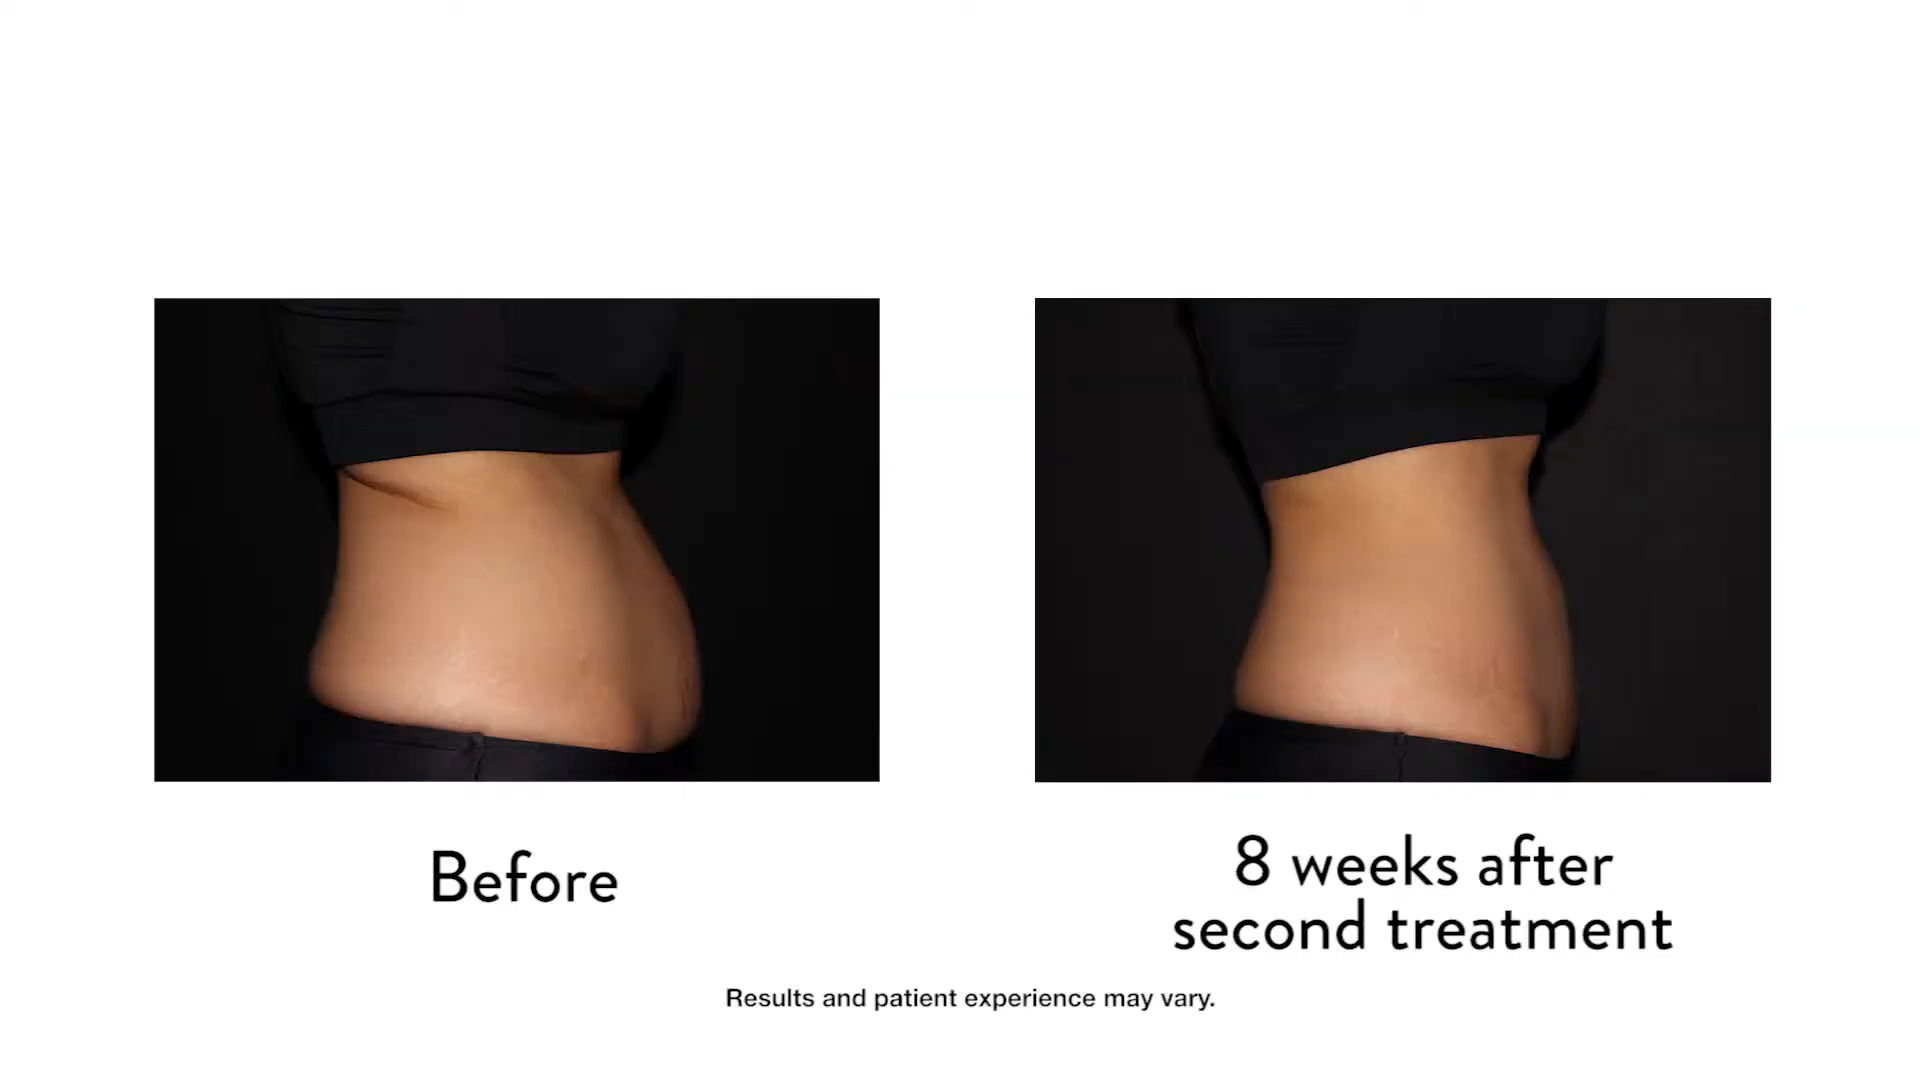 Before
8 weeks after
second treatment
Results and patient experience may vary.